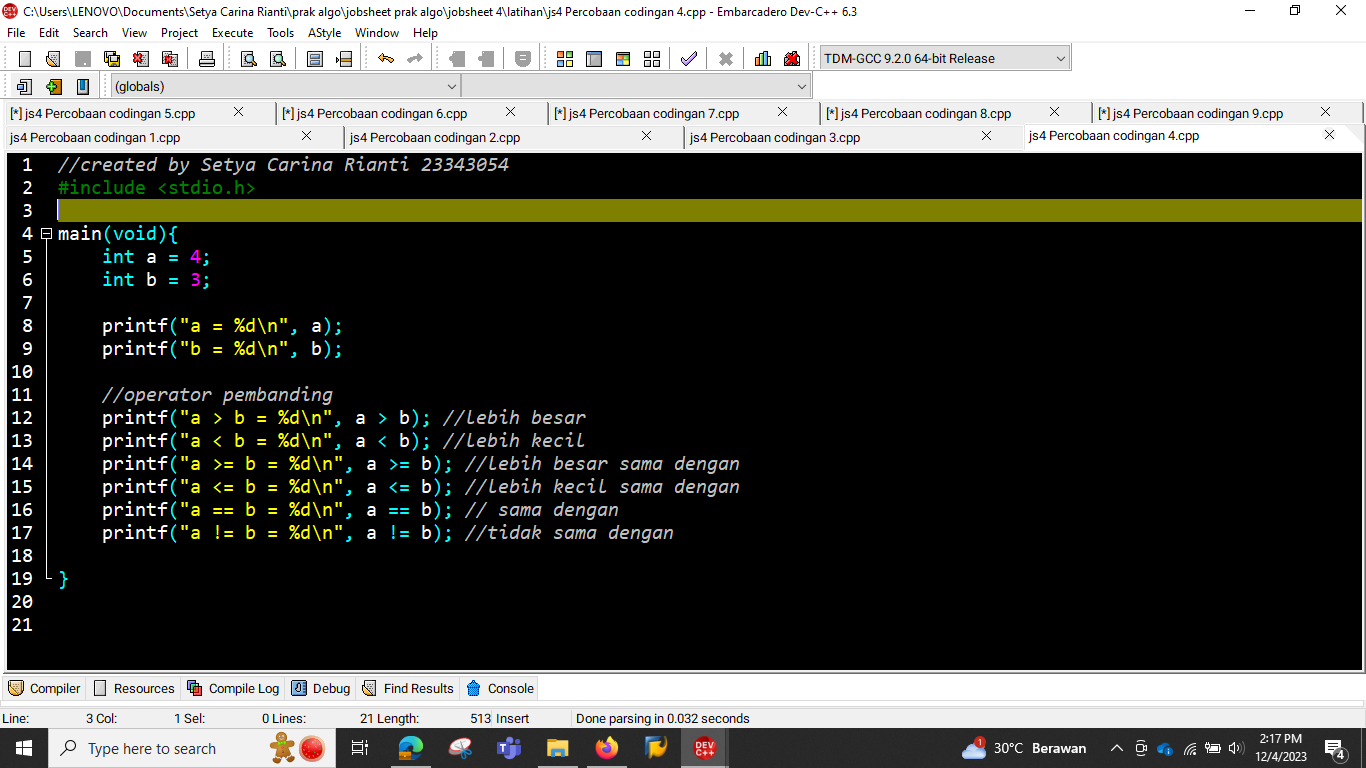 C:\Users\LENOVO\Documents\Setya Carina Rianti\prak algo\jobsheet prak algo\jobsheet 4\latihan\js4 Percobaan codingan 4.cpp - Embarcadero Dev-C++ 6.3
File Edit Search View Project Execute Tools AStyle Window Help
TDM-GCC 9.2.0 64-bit Release
(globals)
[*] js4 Percobaan codingan 5.cpp [*] js4 Percobaan codingan 6.cpp [*] js4 Percobaan codingan 7.cpp [*] js4 Percobaan codingan 8.cpp [*] js4 Percobaan codingan 9.cpp
js4 Percobaan codingan 1.cpp js4 Percobaan codingan 2.cpp js4 Percobaan codingan 3.cpp js4 Percobaan codingan 4.cpp
1 //created by Setya Carina Rianti 23343054
2 #include <stdio.h>
3
4 main(void){
5 int a = 4;
6 int b = 3;
7
8 printf("a = %d\n", a);
9 printf("b = %d\n", b);
10
11 //operator pembanding
12 printf("a > b = %d\n", a > b); //lebih besar
13 printf("a < b = %d\n", a < b); //lebih kecil
14 printf("a >= b = %d\n", a >= b); //lebih besar sama dengan
15 printf("a <= b = %d\n", a <= b); //lebih kecil sama dengan
16 printf("a == b = %d\n", a == b); // sama dengan
17 printf("a != b = %d\n", a != b); //tidak sama dengan
18
19 }
20
21
Compiler Resources Compile Log Debug Find Results Console
Line: 3 Col: 1 Sel: 0 Lines: 21 Length: 513 Insert Done parsing in 0.032 seconds
Type here to search DEV C++ 1 30°C Berawan 2:17 PM 4
12/4/2023